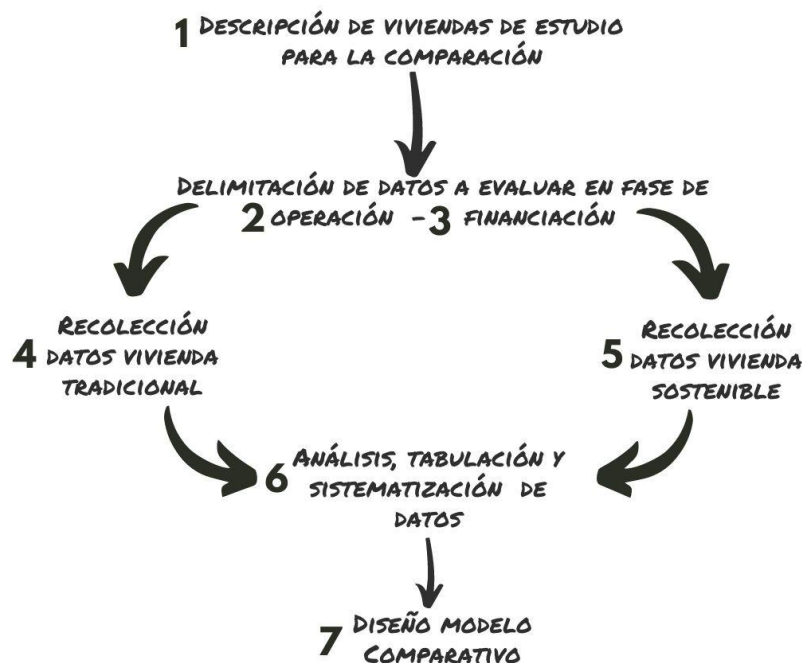 1 DESCRIPCIÓN DE VIVIENDAS DE ESTUDIO
PARA LA COMPARACIÓN
DELIMITACIÓN DE DATOS A EVALUAR EN FASE DE
2 OPERACIÓN - 3 FINANCIACIÓN
RECOLECCIÓN
4 DATOS VIVIENDA
TRADICIONAL
RECOLECCIÓN
5 DATOS VIVIENDA
SOSTENIBLE
6 ANÁLISIS, TABULACIÓN Y
SISTEMATIZACIÓN DE
DATOS
7 DISEÑO MODELO
COMPARATIVO